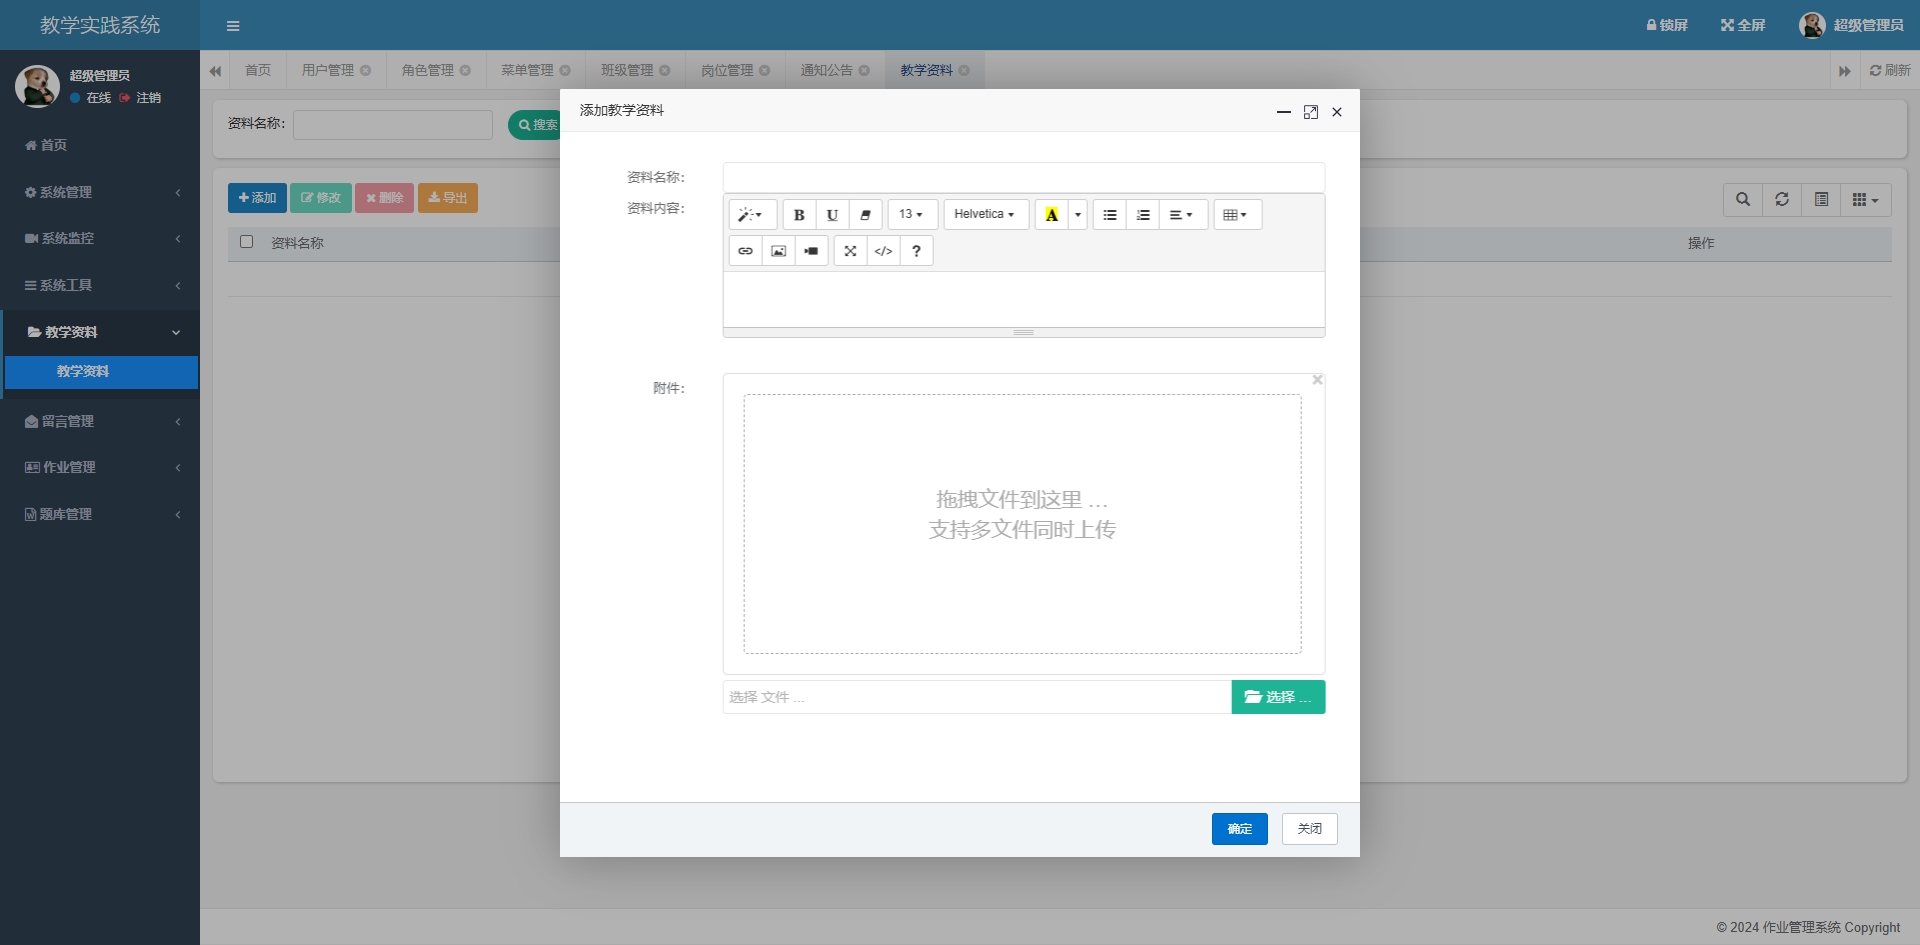 教学实践系统
锁屏 全屏 超级管理员
超级管理员
在线 注销
首页 用户管理 角色管理 菜单管理 班级管理 岗位管理 通知公告 教学资料 刷新
首页
系统管理
系统监控
系统工具
教学资料
教学资料
留言管理
作业管理
题库管理
资料名称:
搜索
添加 修改 删除 导出
资料名称 操作
添加教学资料
资料名称:
资料内容:
B U 13 Helvetica A
</> ?
附件:
拖拽文件到这里 ...
支持多文件同时上传
选择 文件 ...
选择 ...
确定 关闭
© 2024 作业管理系统 Copyright